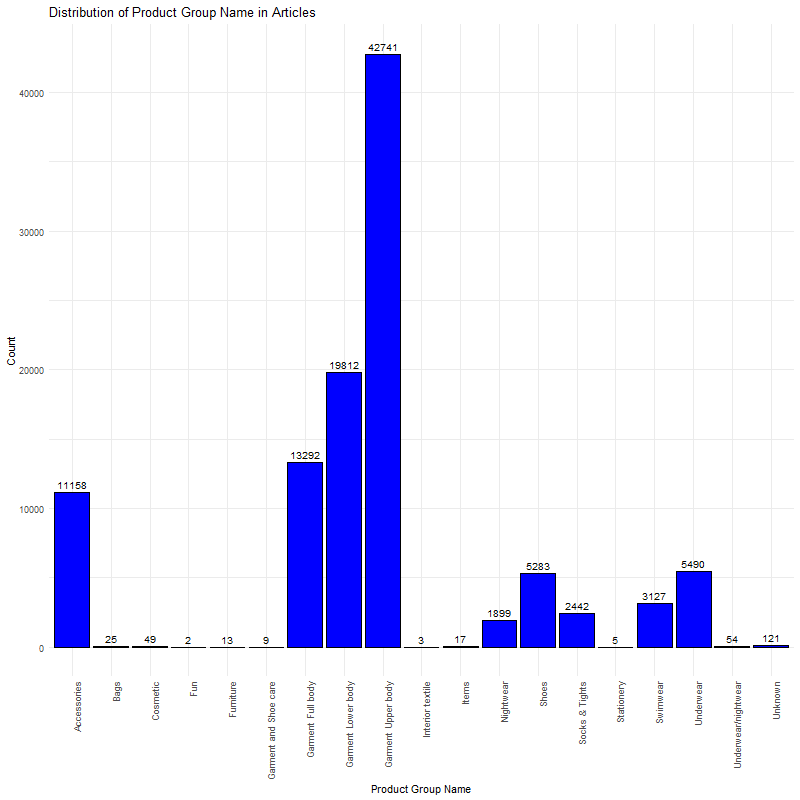 Distribution of Product Group Name in Articles
Count
40000
30000
20000
10000
0
11158
25
49
2
13
9
13292
19812
42741
3
17
1899
5283
2442
5
3127
5490
54
121
Accessories
Bags
Cosmetic
Fun
Furniture
Garment and Shoe care
Garment Full body
Garment Lower body
Garment Upper body
Interior textile
Items
Nightwear
Shoes
Socks & Tights
Stationery
Swimwear
Underwear
Underwear/nightwear
Unknown
Product Group Name